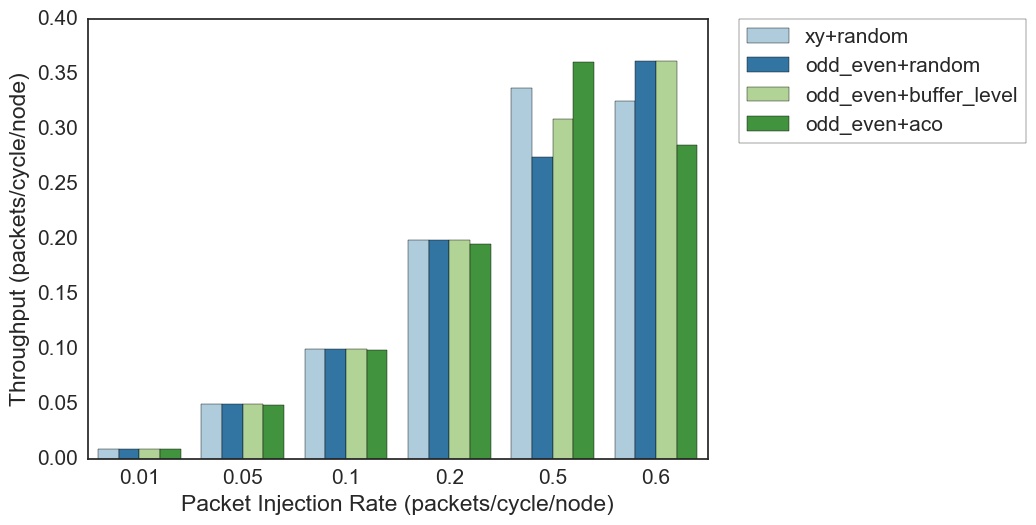 0.40
0.35
0.30
0.25
0.20
0.15
0.10
0.05
0.00
Throughput (packets/cycle/node)
0.01 0.05 0.1 0.2 0.5 0.6
Packet Injection Rate (packets/cycle/node)
xy+random
odd_even+random
odd_even+buffer_level
odd_even+aco